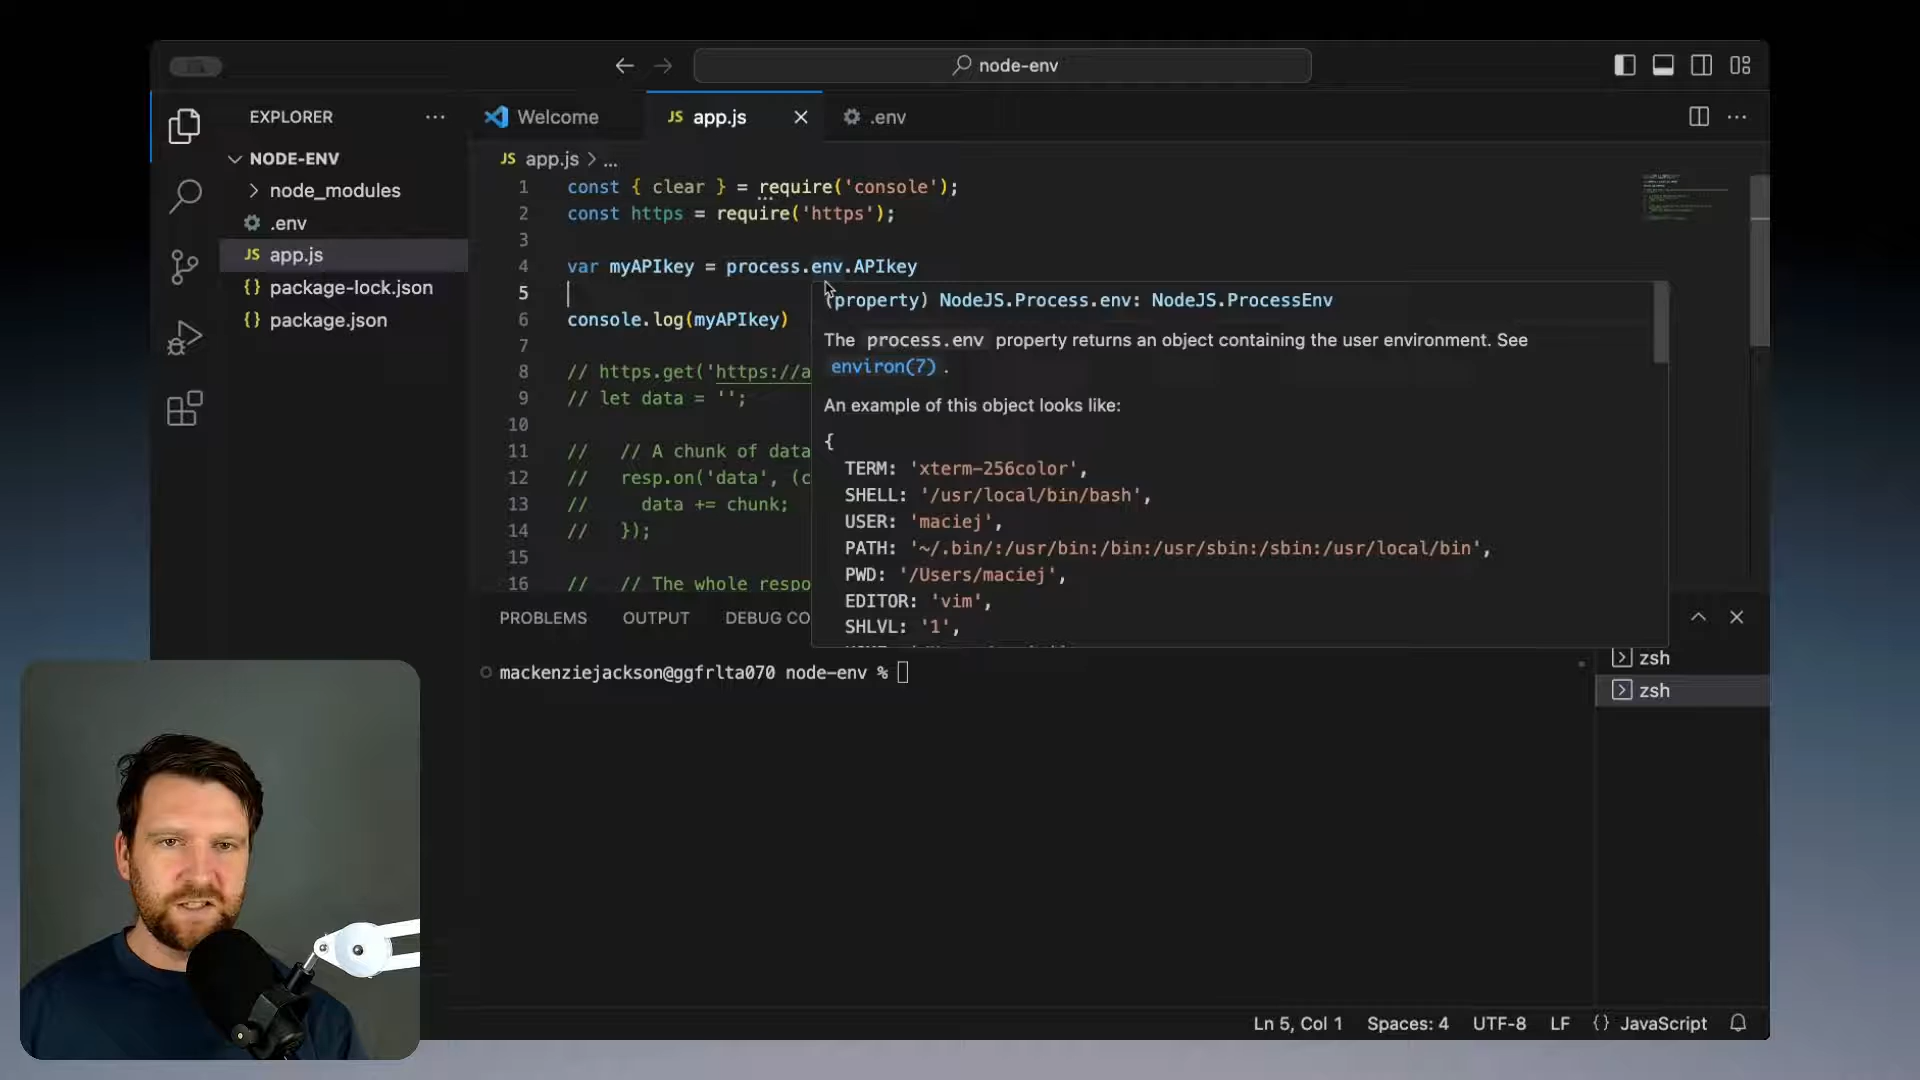 node-env
EXPLORER
Welcome
JS app.js
.env
NODE-ENV
node_modules
.env
JS app.js
{} package-lock.json
{} package.json
JS app.js > ...
1 const { clear } = require('console');
2 const https = require('https');
3
4 var myAPIkey = process.env.APIkey
5
6 console.log(myAPIkey)
7
8 // https.get('https://a
9 // let data = '';
10
11 // // A chunk of data
12 // resp.on('data', (c
13 // data += chunk;
14 // });
15
16 // // The whole respo
(property) NodeJS.Process.env: NodeJS.ProcessEnv
The process.env property returns an object containing the user environment. See
environ(7) .
An example of this object looks like:
{
TERM: 'xterm-256color',
SHELL: '/usr/local/bin/bash',
USER: 'maciej',
PATH: '~/.bin/:/usr/bin:/bin:/usr/sbin:/sbin:/usr/local/bin',
PWD: '/Users/maciej',
EDITOR: 'vim',
SHLVL: '1',
PROBLEMS OUTPUT DEBUG CO
mackenziejackson@ggfrlta070 node-env %
zsh
zsh
Ln 5, Col 1 Spaces: 4 UTF-8 LF {} JavaScript